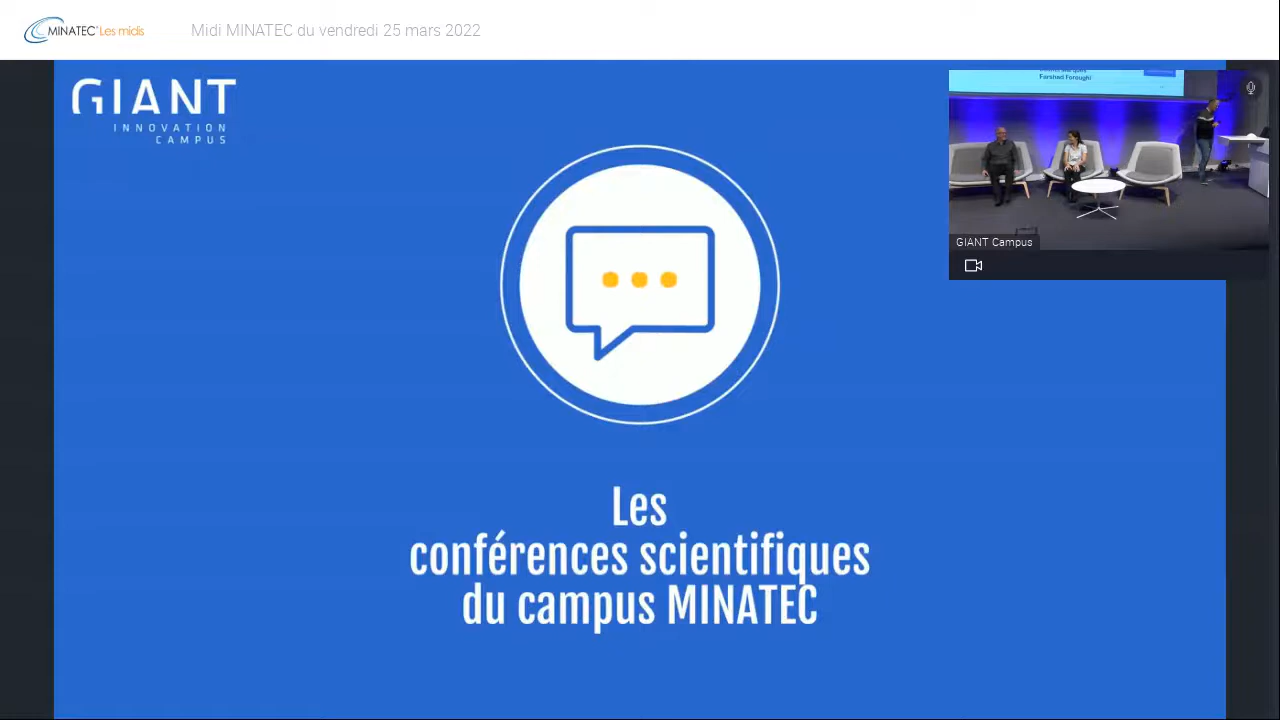 MINATEC Les midis
Midi MINATEC du vendredi 25 mars 2022
GIANT
INNOVATION
CAMPUS
Farshad Foroughi
GIANT Campus
Les
conférences scientifiques
du campus MINATEC